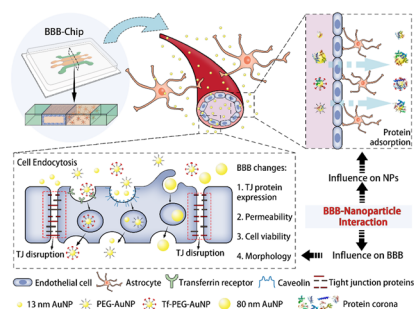 BBB-Chip
Protein
adsorption
Cell Endocytosis
BBB changes:
1. TJ protein
expression
2. Permeability
3. Cell viability
4. Morphology
TJ disruption
TJ disruption
Influence on NPs
BBB-Nanoparticle
Interaction
Influence on BBB
Endothelial cell
Astrocyte
Transferrin receptor
Caveolin
Tight junction proteins
13 nm AuNP
PEG-AuNP
Tf-PEG-AuNP
80 nm AuNP
Protein corona